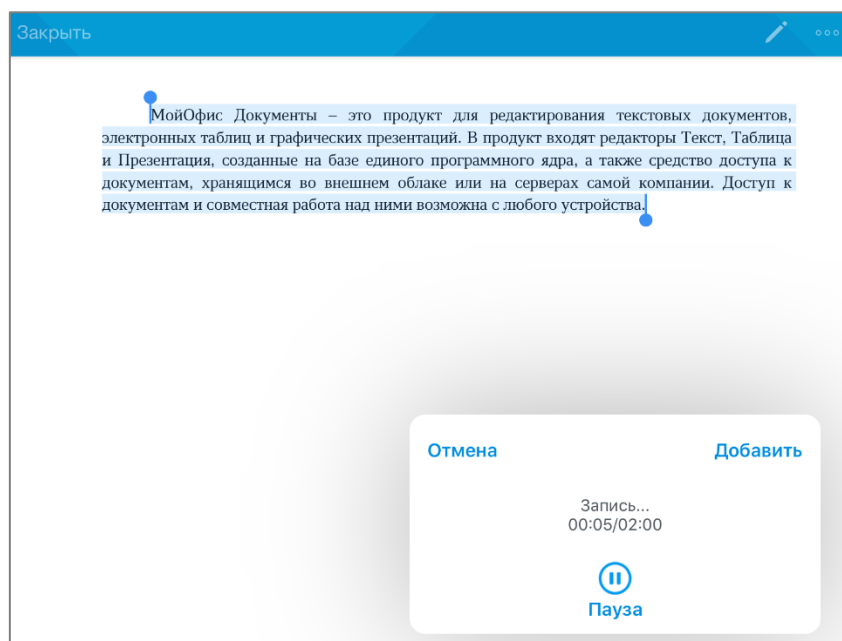 Закрыть
МойОфис Документы – это продукт для редактирования текстовых документов,
электронных таблиц и графических презентаций. В продукт входят редакторы Текст, Таблица
и Презентация, созданные на базе единого программного ядра, а также средство доступа к
документам, хранящимся во внешнем облаке или на серверах самой компании. Доступ к
документам и совместная работа над ними возможна с любого устройства.
Отмена Добавить
Запись...
00:05/02:00
Пауза